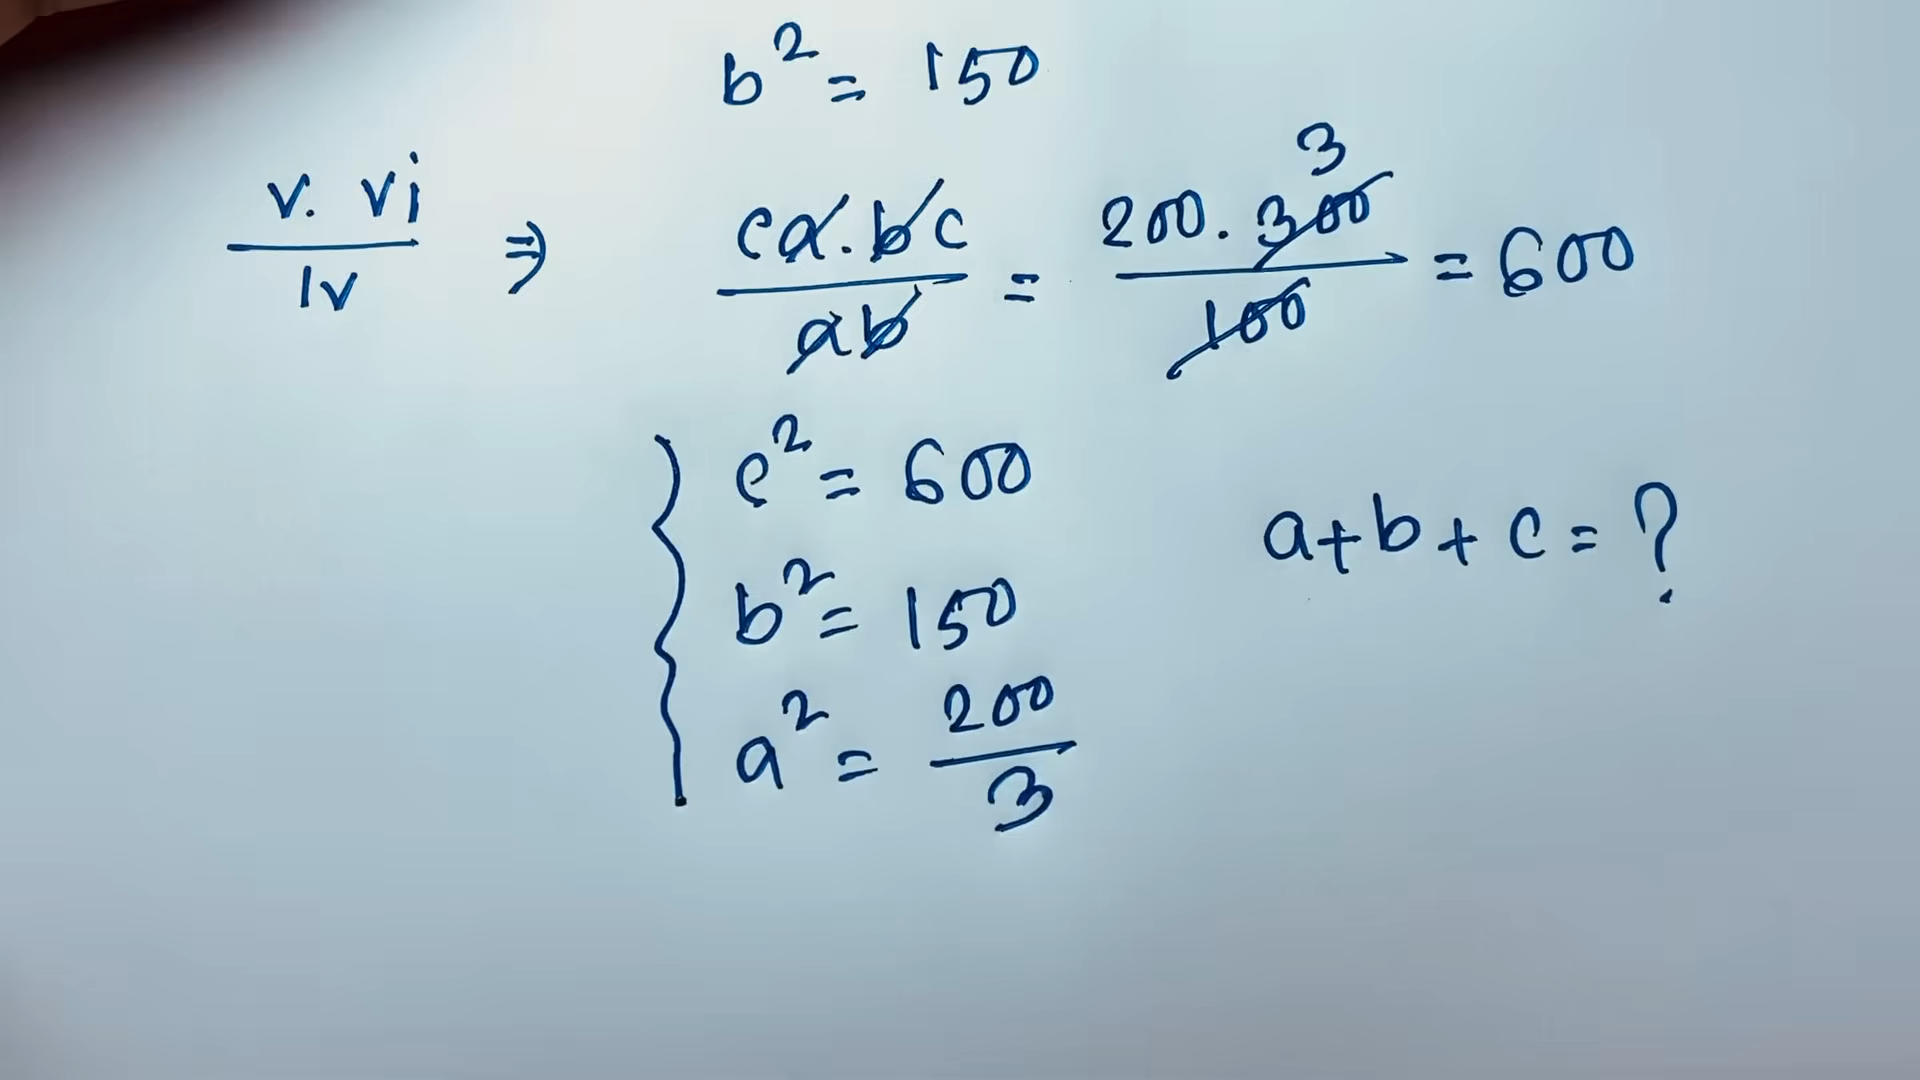 b² = 150
v. vi / iv ⇒ ca.bc / ab = 200.300 3 / 100 = 600
c² = 600
a+b+c = ?
b² = 150
a² = 200 / 3